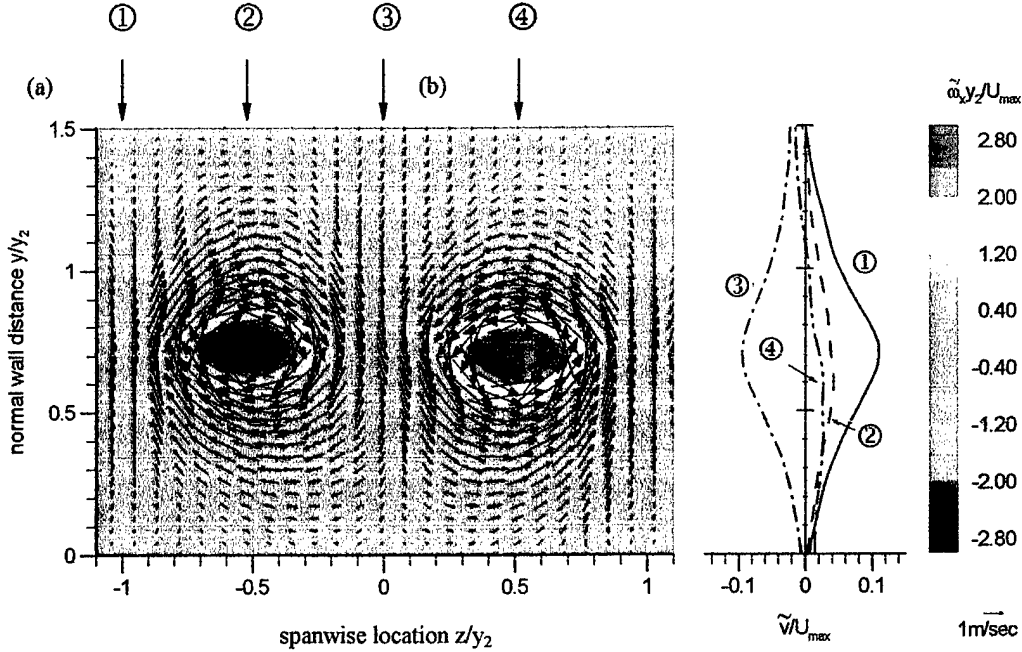 ① ② ③ ④
(a) (b)
1.5
1
0.5
0
normal wall distance y/y₂
-1 -0.5 0 0.5 1
spanwise location z/y₂
①
③
④
②
-0.1 0 0.1
ṽ/Uₘₐₓ
ω̃ₓy₂/Uₘₐₓ
2.80
2.00
1.20
0.40
-0.40
-1.20
-2.00
-2.80
1m/sec